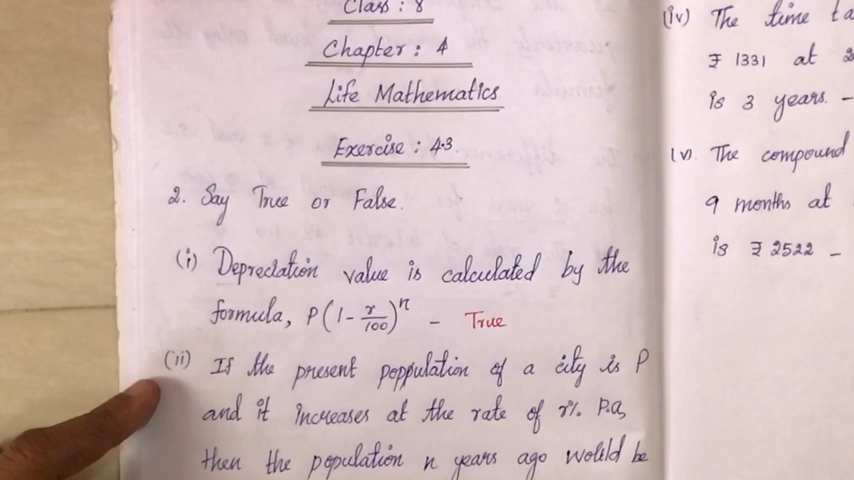 Class : 8
Chapter : 4
Life Mathematics
Exercise : 4.3
2. Say True or False.
(i) Depreciation value is calculated by the
formula, P(1 - r/100)^n - True
(ii) If the present poppulation of a city is P
and it increases at the rate of r% P.a,
then the population n years ago would be
(iv) The time ta
₹ 1331 at 2
is 3 years. -
(v). The compound
9 months at
is ₹ 2522 -